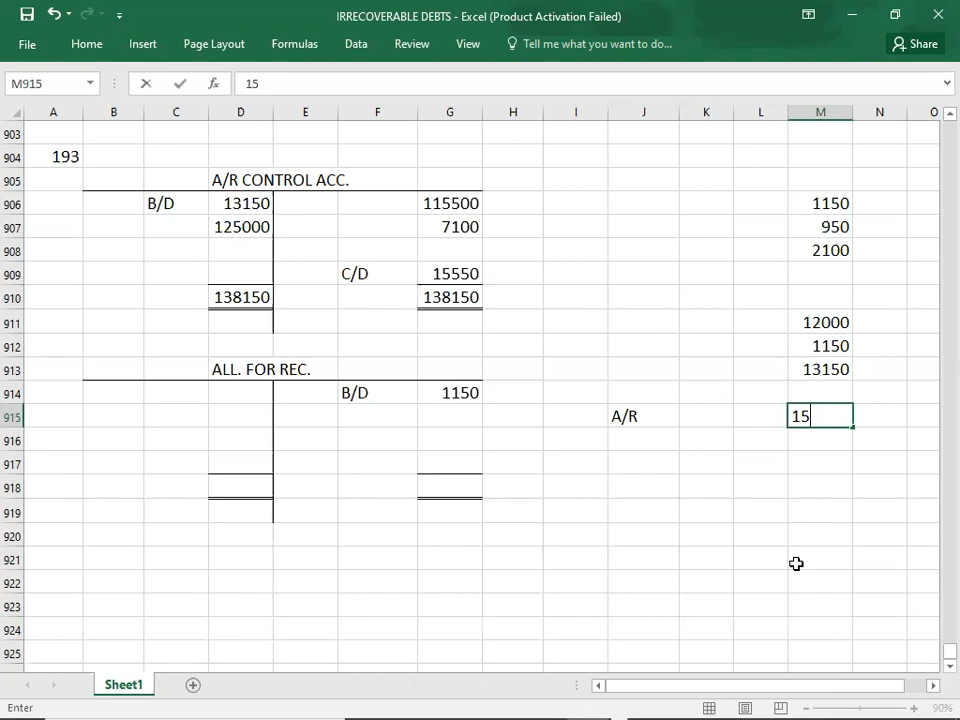 IRRECOVERABLE DEBTS - Excel (Product Activation Failed)
File Home Insert Page Layout Formulas Data Review View Tell me what you want to do... Share
M915 fx 15
A B C D E F G H I J K L M N O
903
904 193
905 A/R CONTROL ACC.
906 B/D 13150 115500 1150
907 125000 7100 950
908 2100
909 C/D 15550
910 138150 138150
911 12000
912 1150
913 ALL. FOR REC. 13150
914 B/D 1150
915 A/R 15
916
917
918
919
920
921
922
923
924
925
Sheet1
Enter 90%